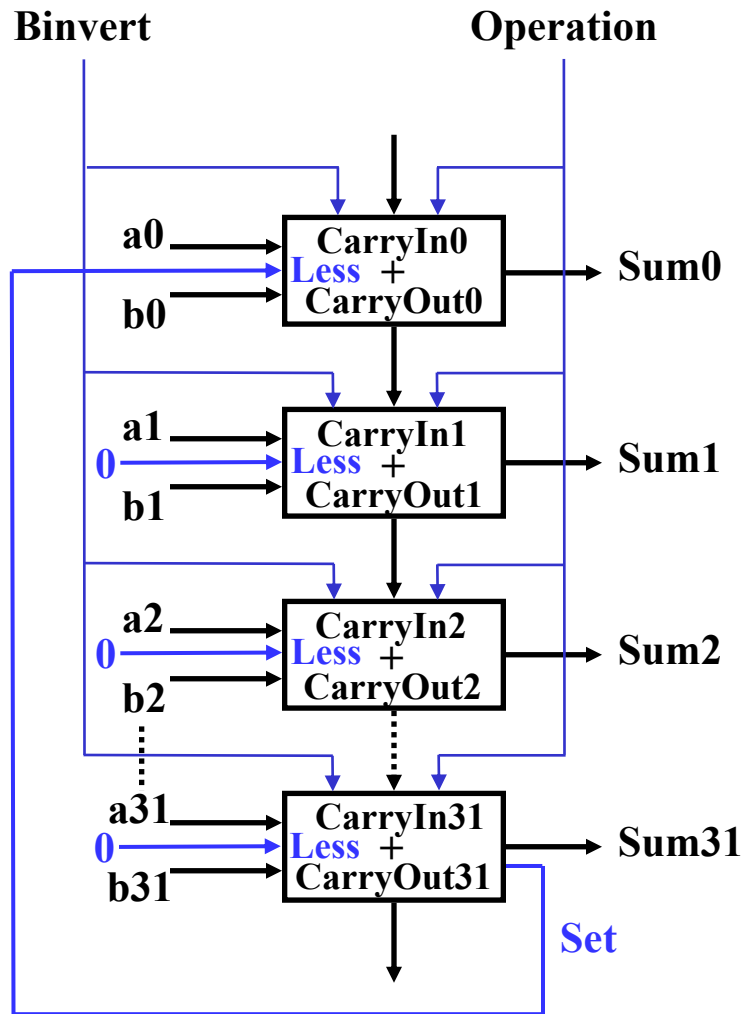 Binvert Operation
a0 CarryIn0
Less + Sum0
b0 CarryOut0
a1 CarryIn1
0 Less + Sum1
b1 CarryOut1
a2 CarryIn2
0 Less + Sum2
b2 CarryOut2
a31 CarryIn31
0 Less + Sum31
b31 CarryOut31
Set